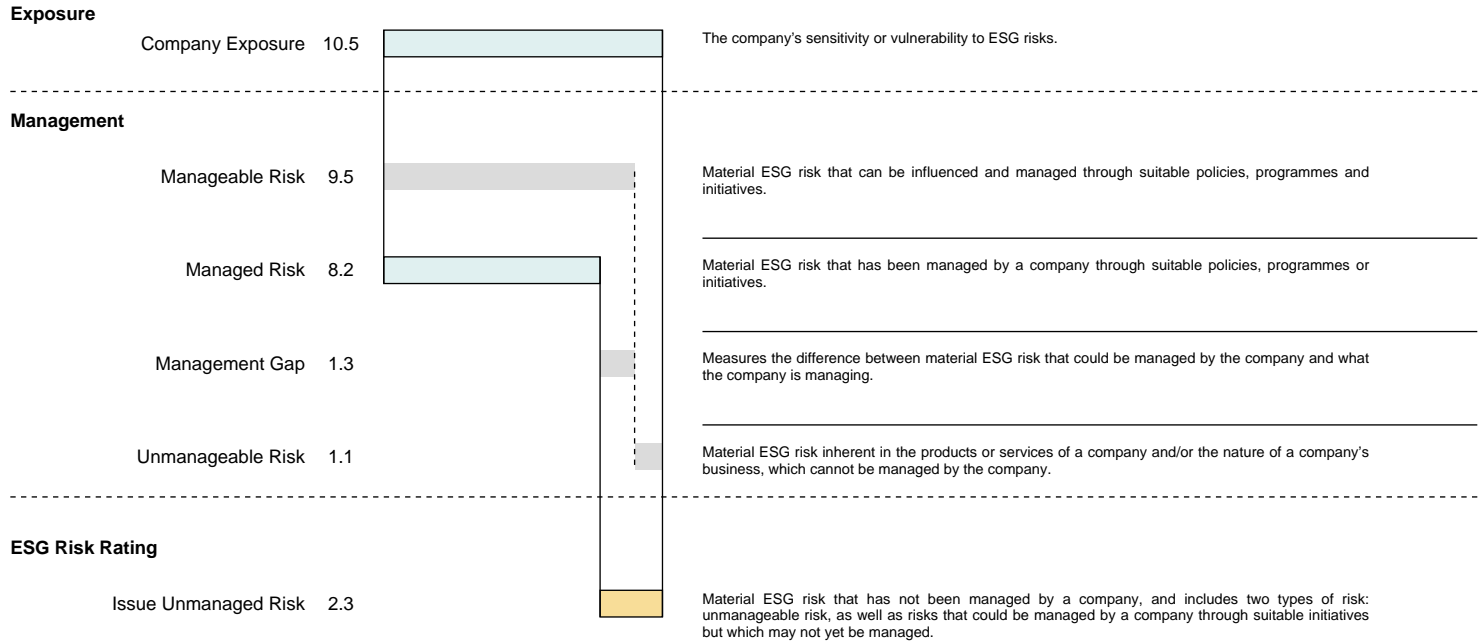 Exposure
Company Exposure 10.5
The company’s sensitivity or vulnerability to ESG risks.
Management
Manageable Risk 9.5
Material ESG risk that can be influenced and managed through suitable policies, programmes and
initiatives.
Managed Risk 8.2
Material ESG risk that has been managed by a company through suitable policies, programmes or
initiatives.
Management Gap 1.3
Measures the difference between material ESG risk that could be managed by the company and what
the company is managing.
Unmanageable Risk 1.1
Material ESG risk inherent in the products or services of a company and/or the nature of a company’s
business, which cannot be managed by the company.
ESG Risk Rating
Issue Unmanaged Risk 2.3
Material ESG risk that has not been managed by a company, and includes two types of risk:
unmanageable risk, as well as risks that could be managed by a company through suitable initiatives
but which may not yet be managed.